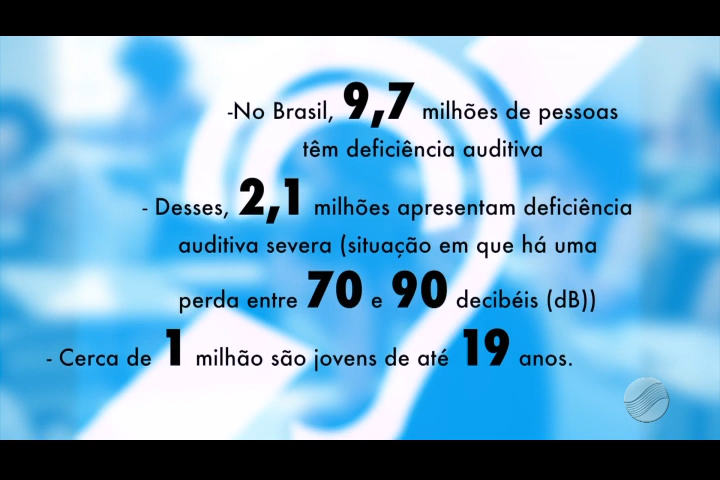 -No Brasil, 9,7 milhões de pessoas
têm deficiência auditiva
- Desses, 2,1 milhões apresentam deficiência
auditiva severa (situação em que há uma
perda entre 70 e 90 decibéis (dB))
- Cerca de 1 milhão são jovens de até 19 anos.